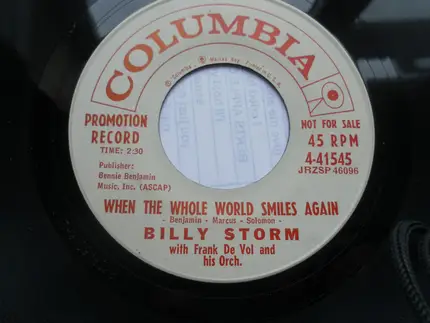 COLUMBIA
PROMOTION
RECORD
TIME: 2:30
Publisher:
Bennie Benjamin
Music, Inc. (ASCAP)
NOT FOR SALE
45 RPM
4-41545
JRZSP 46096
WHEN THE WHOLE WORLD SMILES AGAIN
- Benjamin - Marcus - Solomon -
BILLY STORM
with Frank De Vol and
his Orch.